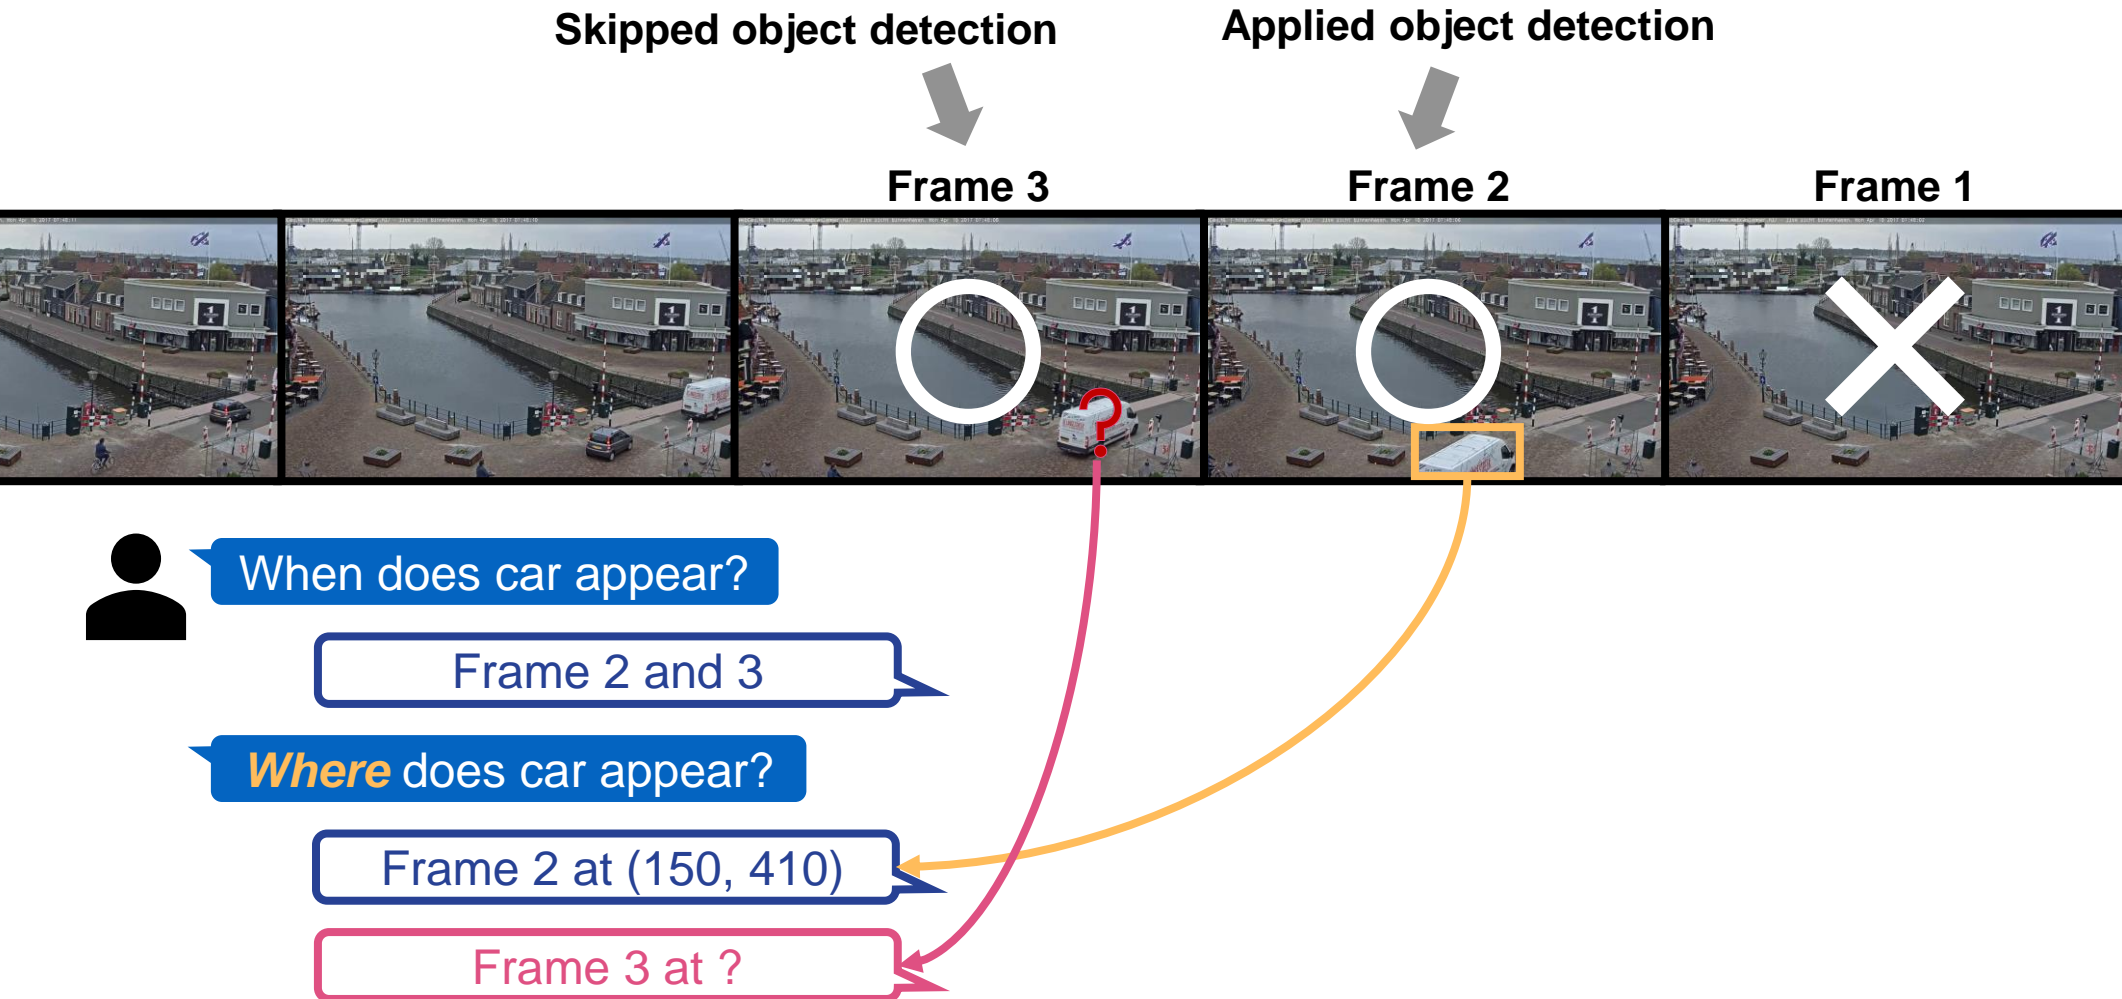 Skipped object detection
Applied object detection
Frame 3
Frame 2
Frame 1
?
When does car appear?
Frame 2 and 3
Where does car appear?
Frame 2 at (150, 410)
Frame 3 at ?